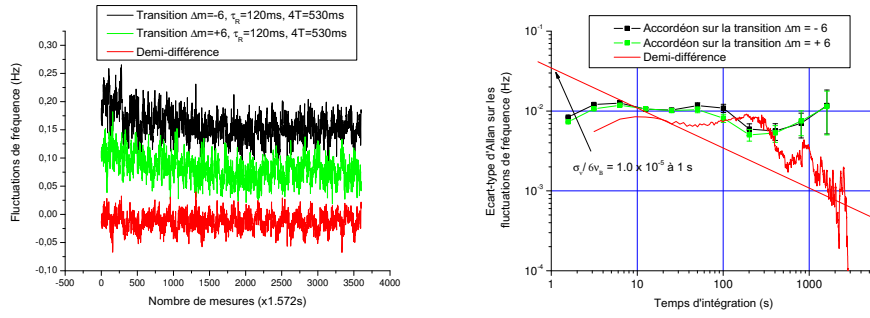 Transition Δm=-6, τR=120ms, 4T=530ms
Transition Δm=+6, τR=120ms, 4T=530ms
Demi-différence
Fluctuations de fréquence (Hz)
0,35
0,30
0,25
0,20
0,15
0,10
0,05
0,00
-0,05
0,10
-500 0 500 1000 1500 2000 2500 3000 3500 4000
Nombre de mesures (x1.572s)
Accordéon sur la transition Δm= - 6
Accordéon sur la transition Δm = + 6
Demi-différence
Ecart-type d'Allan sur les
fluctuations de fréquence (Hz)
10-1
10-2
10-3
10-4
σν/ 6νB = 1.0 x 10-5 à 1 s
1 10 100 1000
Temps d'intégration (s)